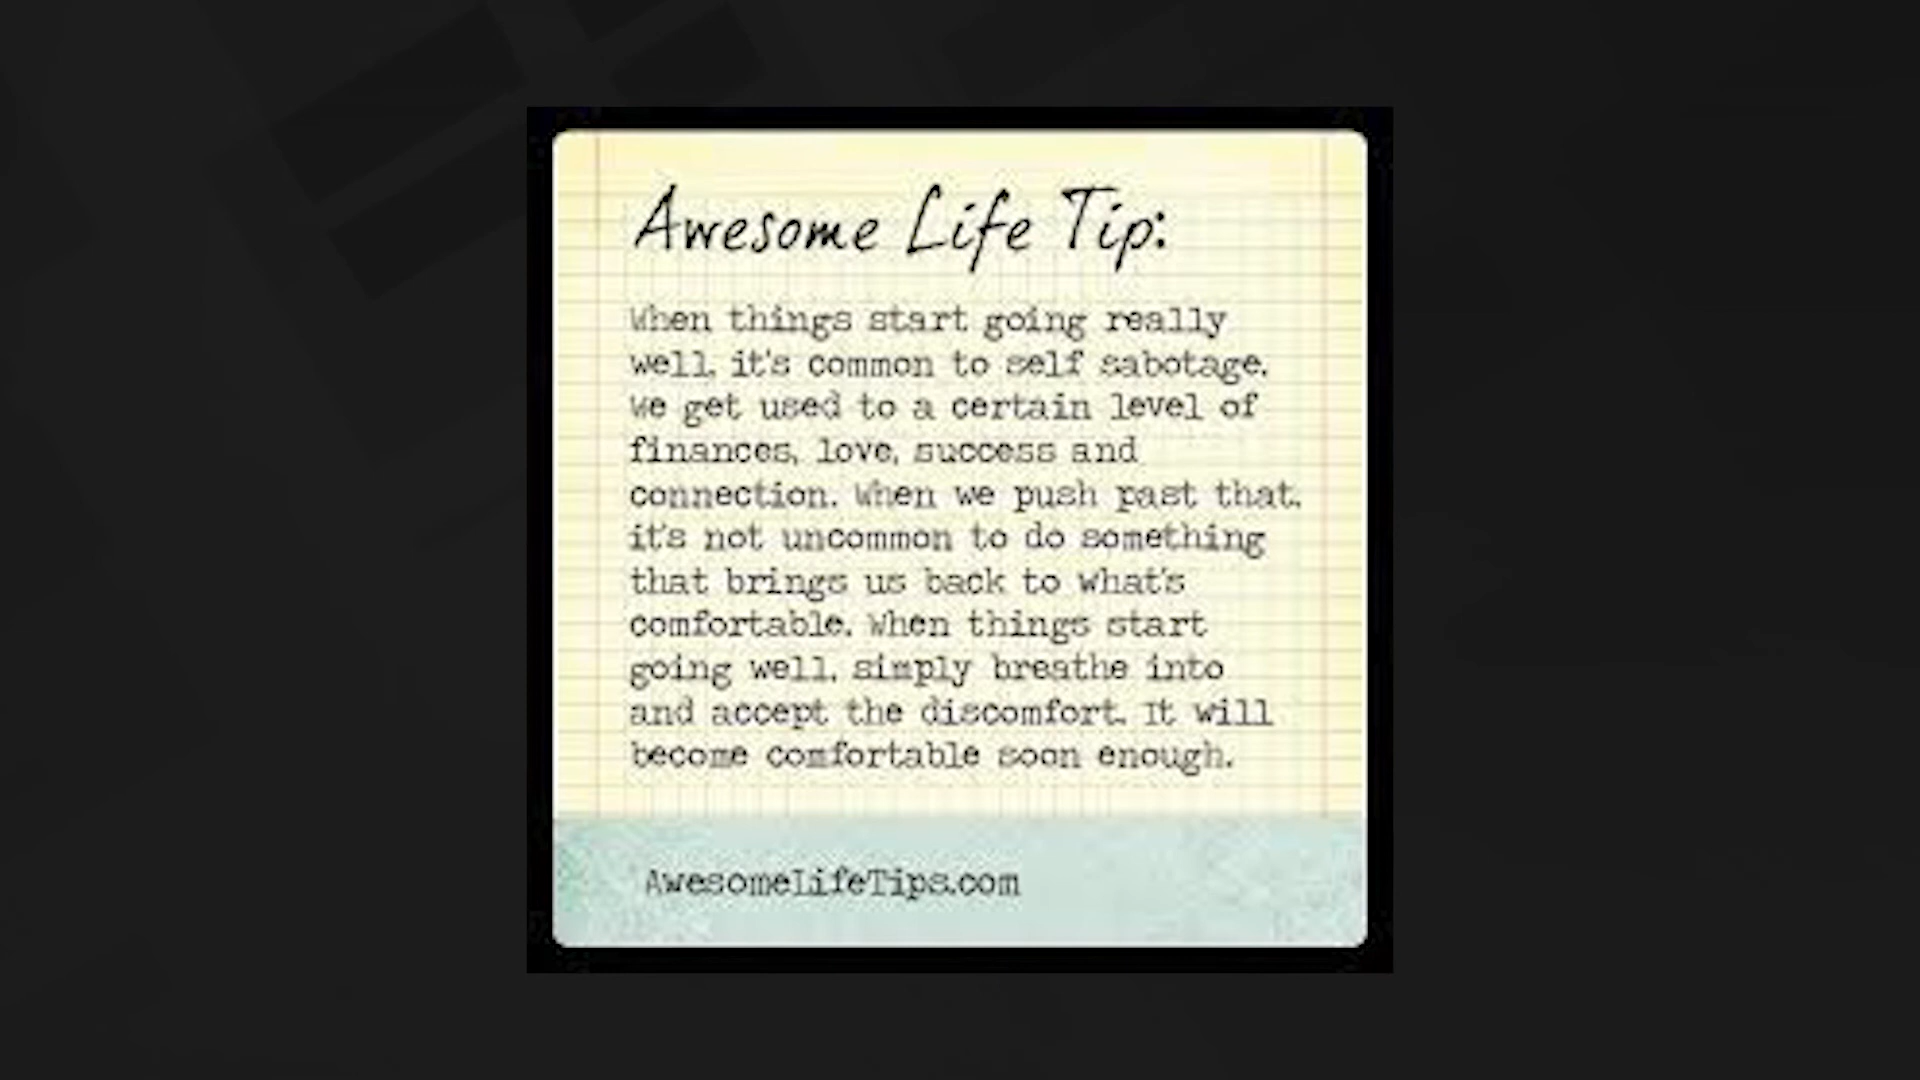 Awesome Life Tip:
When things start going really
well, it's common to self sabotage.
We get used to a certain level of
finances, love, success and
connection. When we push past that,
it's not uncommon to do something
that brings us back to what's
comfortable. When things start
going well, simply breathe into
and accept the discomfort. It will
become comfortable soon enough.
AwesomeLifeTips.com